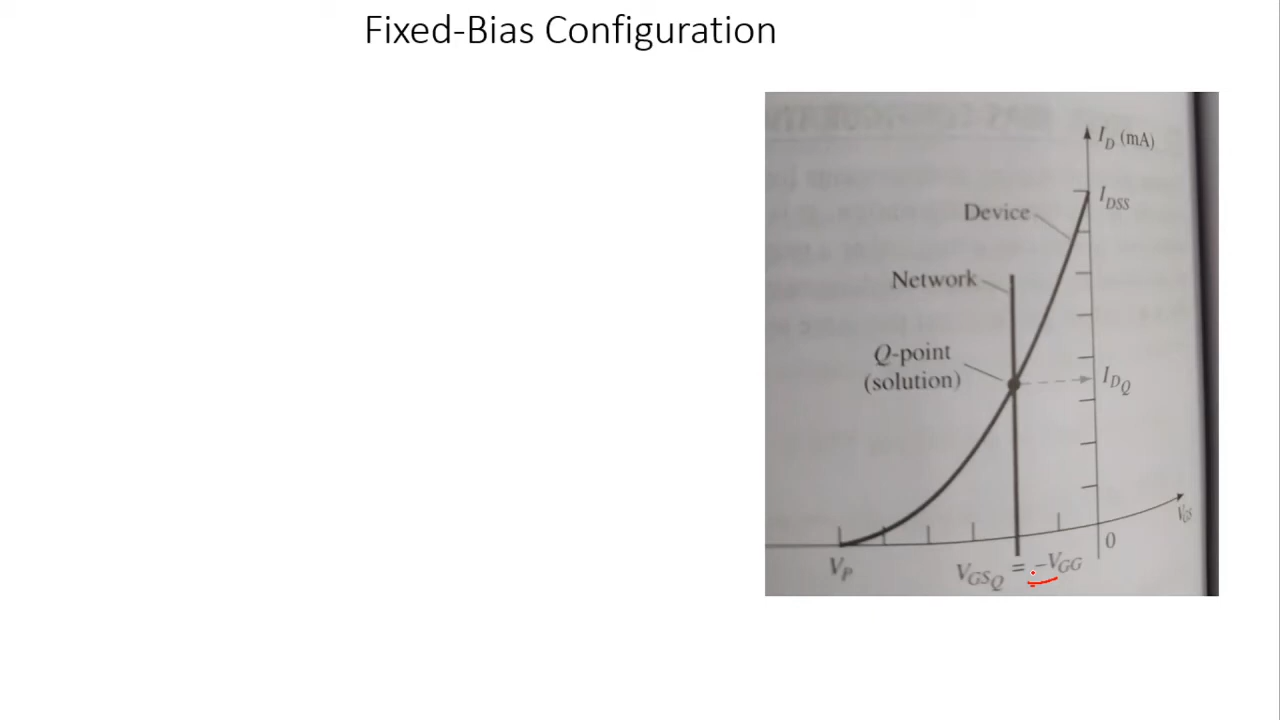 Fixed-Bias Configuration
I_D (mA)
I_DSS
Device
Network
Q-point
(solution)
I_DQ
V_GS
0
V_P
V_GSQ = -V_GG